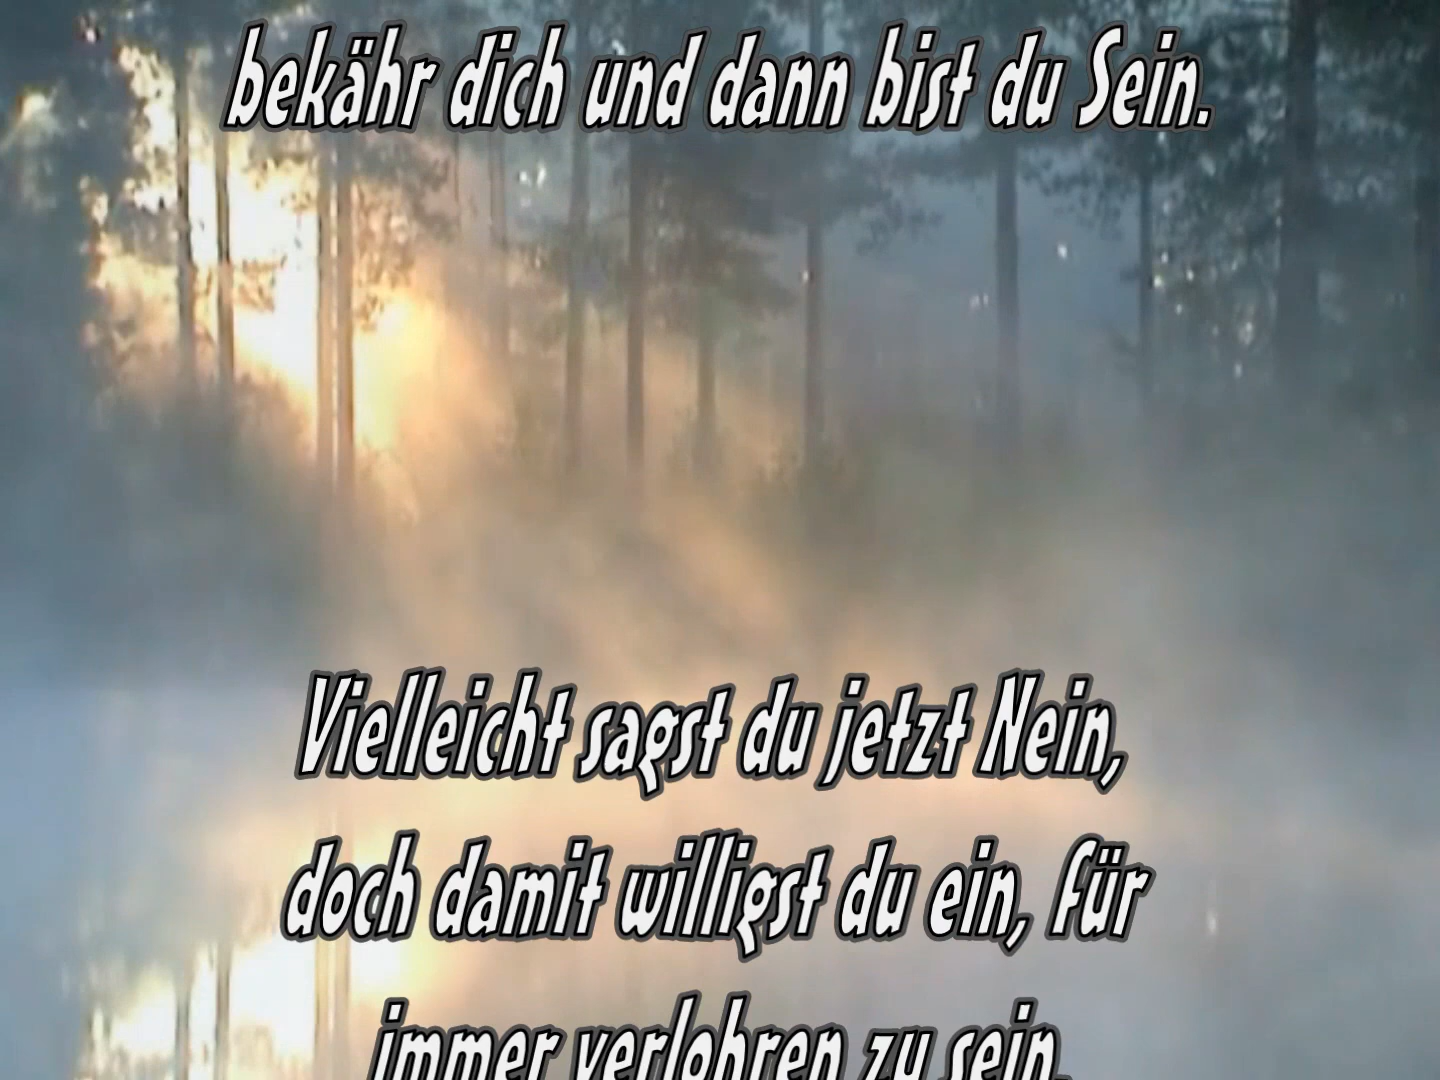 bekähr dich und dann bist du Sein.
Vielleicht sagst du jetzt Nein,
doch damit willigst du ein, für
immer verlohren zu sein.